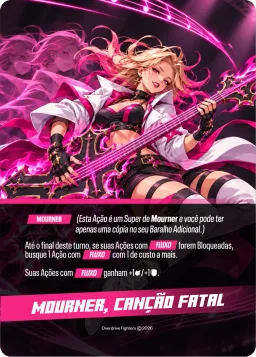 MOURNER (Esta Ação é um Super de Mourner e você pode ter
apenas uma cópia no seu Baralho Adicional.)
Até o final deste turno, se suas Ações com FLUXO forem Bloqueadas,
busque 1 Ação com FLUXO com 1 de custo a mais.
Suas Ações com FLUXO ganham +1 /+1 .
MOURNER, CANÇÃO FATAL
Overdrive Fighters © 2026